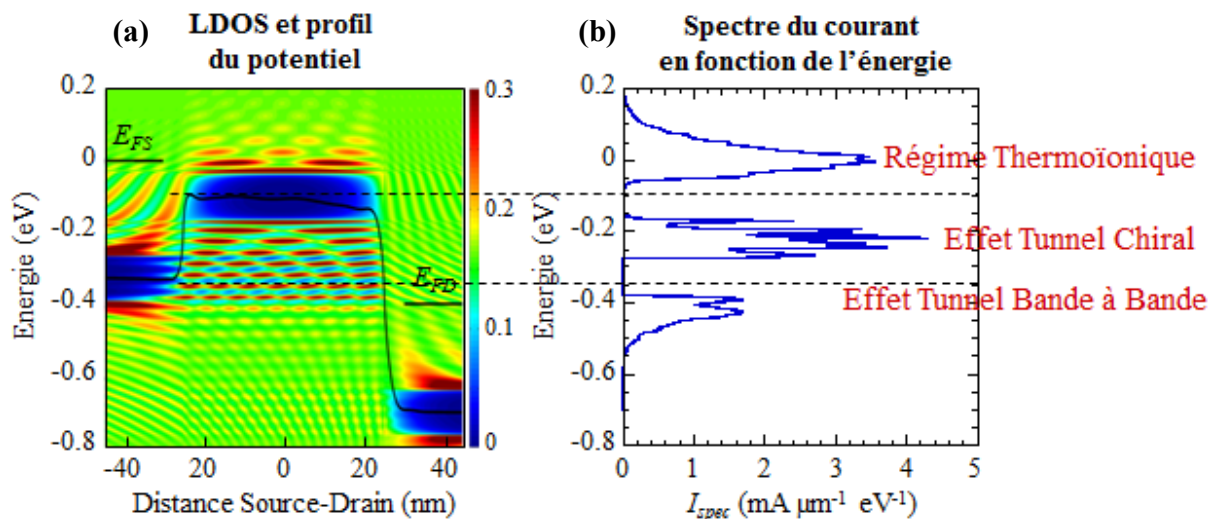 (a)
LDOS et profil
du potentiel
(b)
Spectre du courant
en fonction de l'énergie
0.2
0
-0.2
-0.4
-0.6
-0.8
Energie (eV)
E_FS
E_FD
-40
20
0
20
40
Distance Source-Drain (nm)
0.3
0.2
0.1
0
0.2
0
-0.2
-0.4
-0.6
-0.8
Energie (eV)
Régime Thermoïonique
Effet Tunnel Chiral
Effet Tunnel Bande à Bande
0
1
2
3
4
5
I_spec (mA µm⁻¹ eV⁻¹)